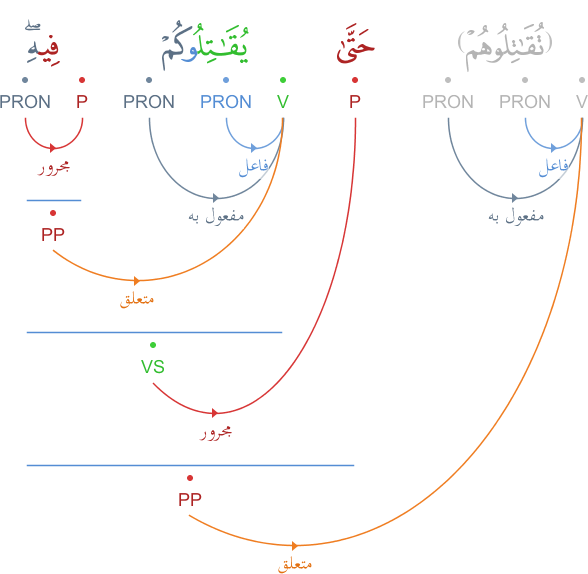 (تُقَـٰتِلُوهُمْ) حَتَّىٰ يُقَـٰتِلُوكُمْ فِيهِ ۖ
V PRON PRON P V PRON PRON P PRON
فاعل فاعل مجرور
مفعول به مفعول به
PP
متعلق
VS
مجرور
PP
متعلق